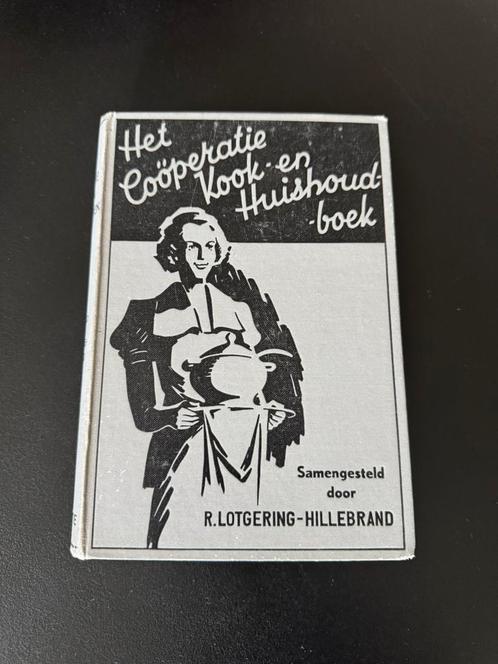 Het
Coöperatie
Kook- en
Huishoud-
-boek
Samengesteld
door
R. LOTGERING-HILLEBRAND